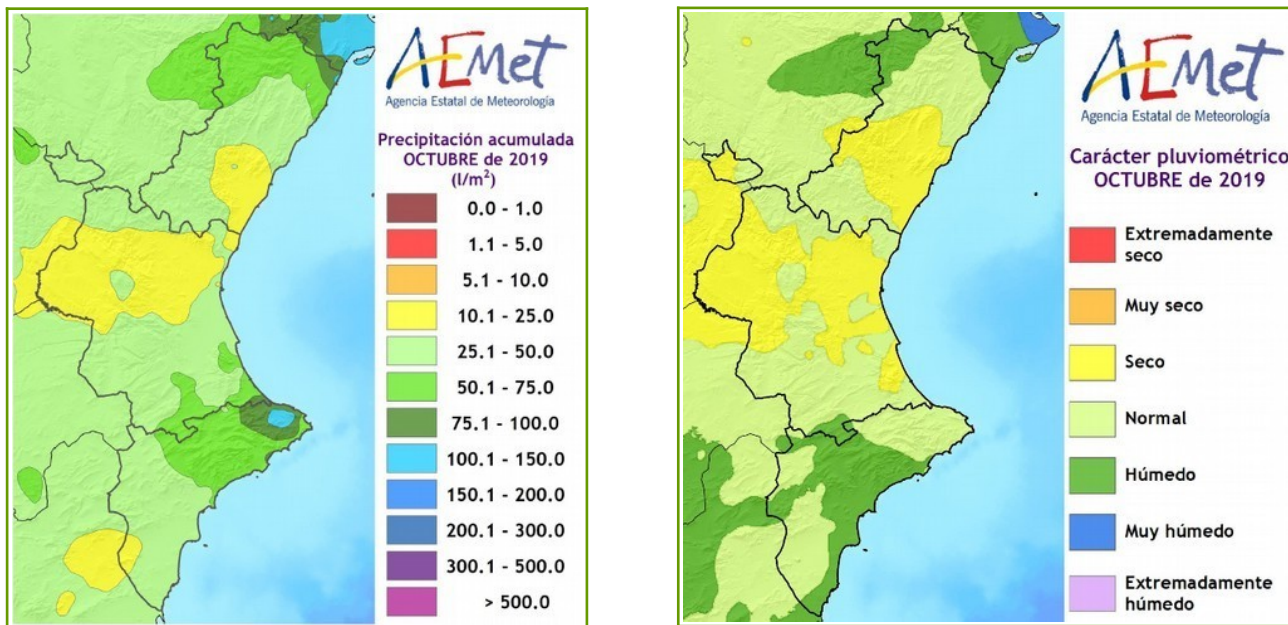 AEMet
Agencia Estatal de Meteorología
Precipitación acumulada
OCTUBRE de 2019
(l/m²)
0.0 - 1.0
1.1 - 5.0
5.1 - 10.0
10.1 - 25.0
25.1 - 50.0
50.1 - 75.0
75.1 - 100.0
100.1 - 150.0
150.1 - 200.0
200.1 - 300.0
300.1 - 500.0
> 500.0
AEMet
Agencia Estatal de Meteorología
Carácter pluviométrico
OCTUBRE de 2019
Extremadamente
seco
Muy seco
Seco
Normal
Húmedo
Muy húmedo
Extremadamente
húmedo